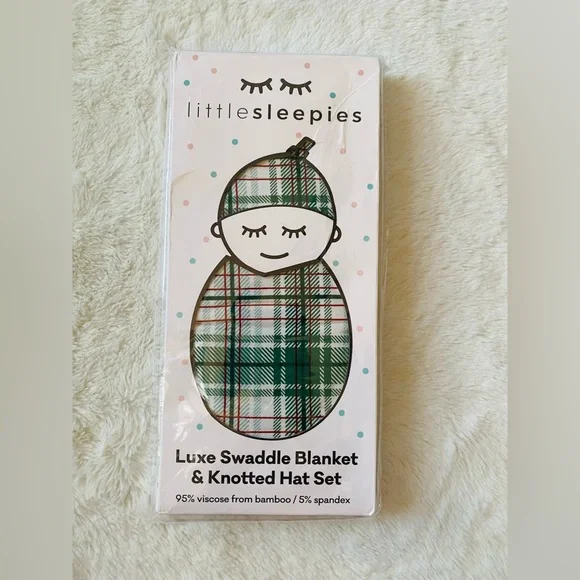 littlesleepies
Luxe Swaddle Blanket
& Knotted Hat Set
95% viscose from bamboo / 5% spandex